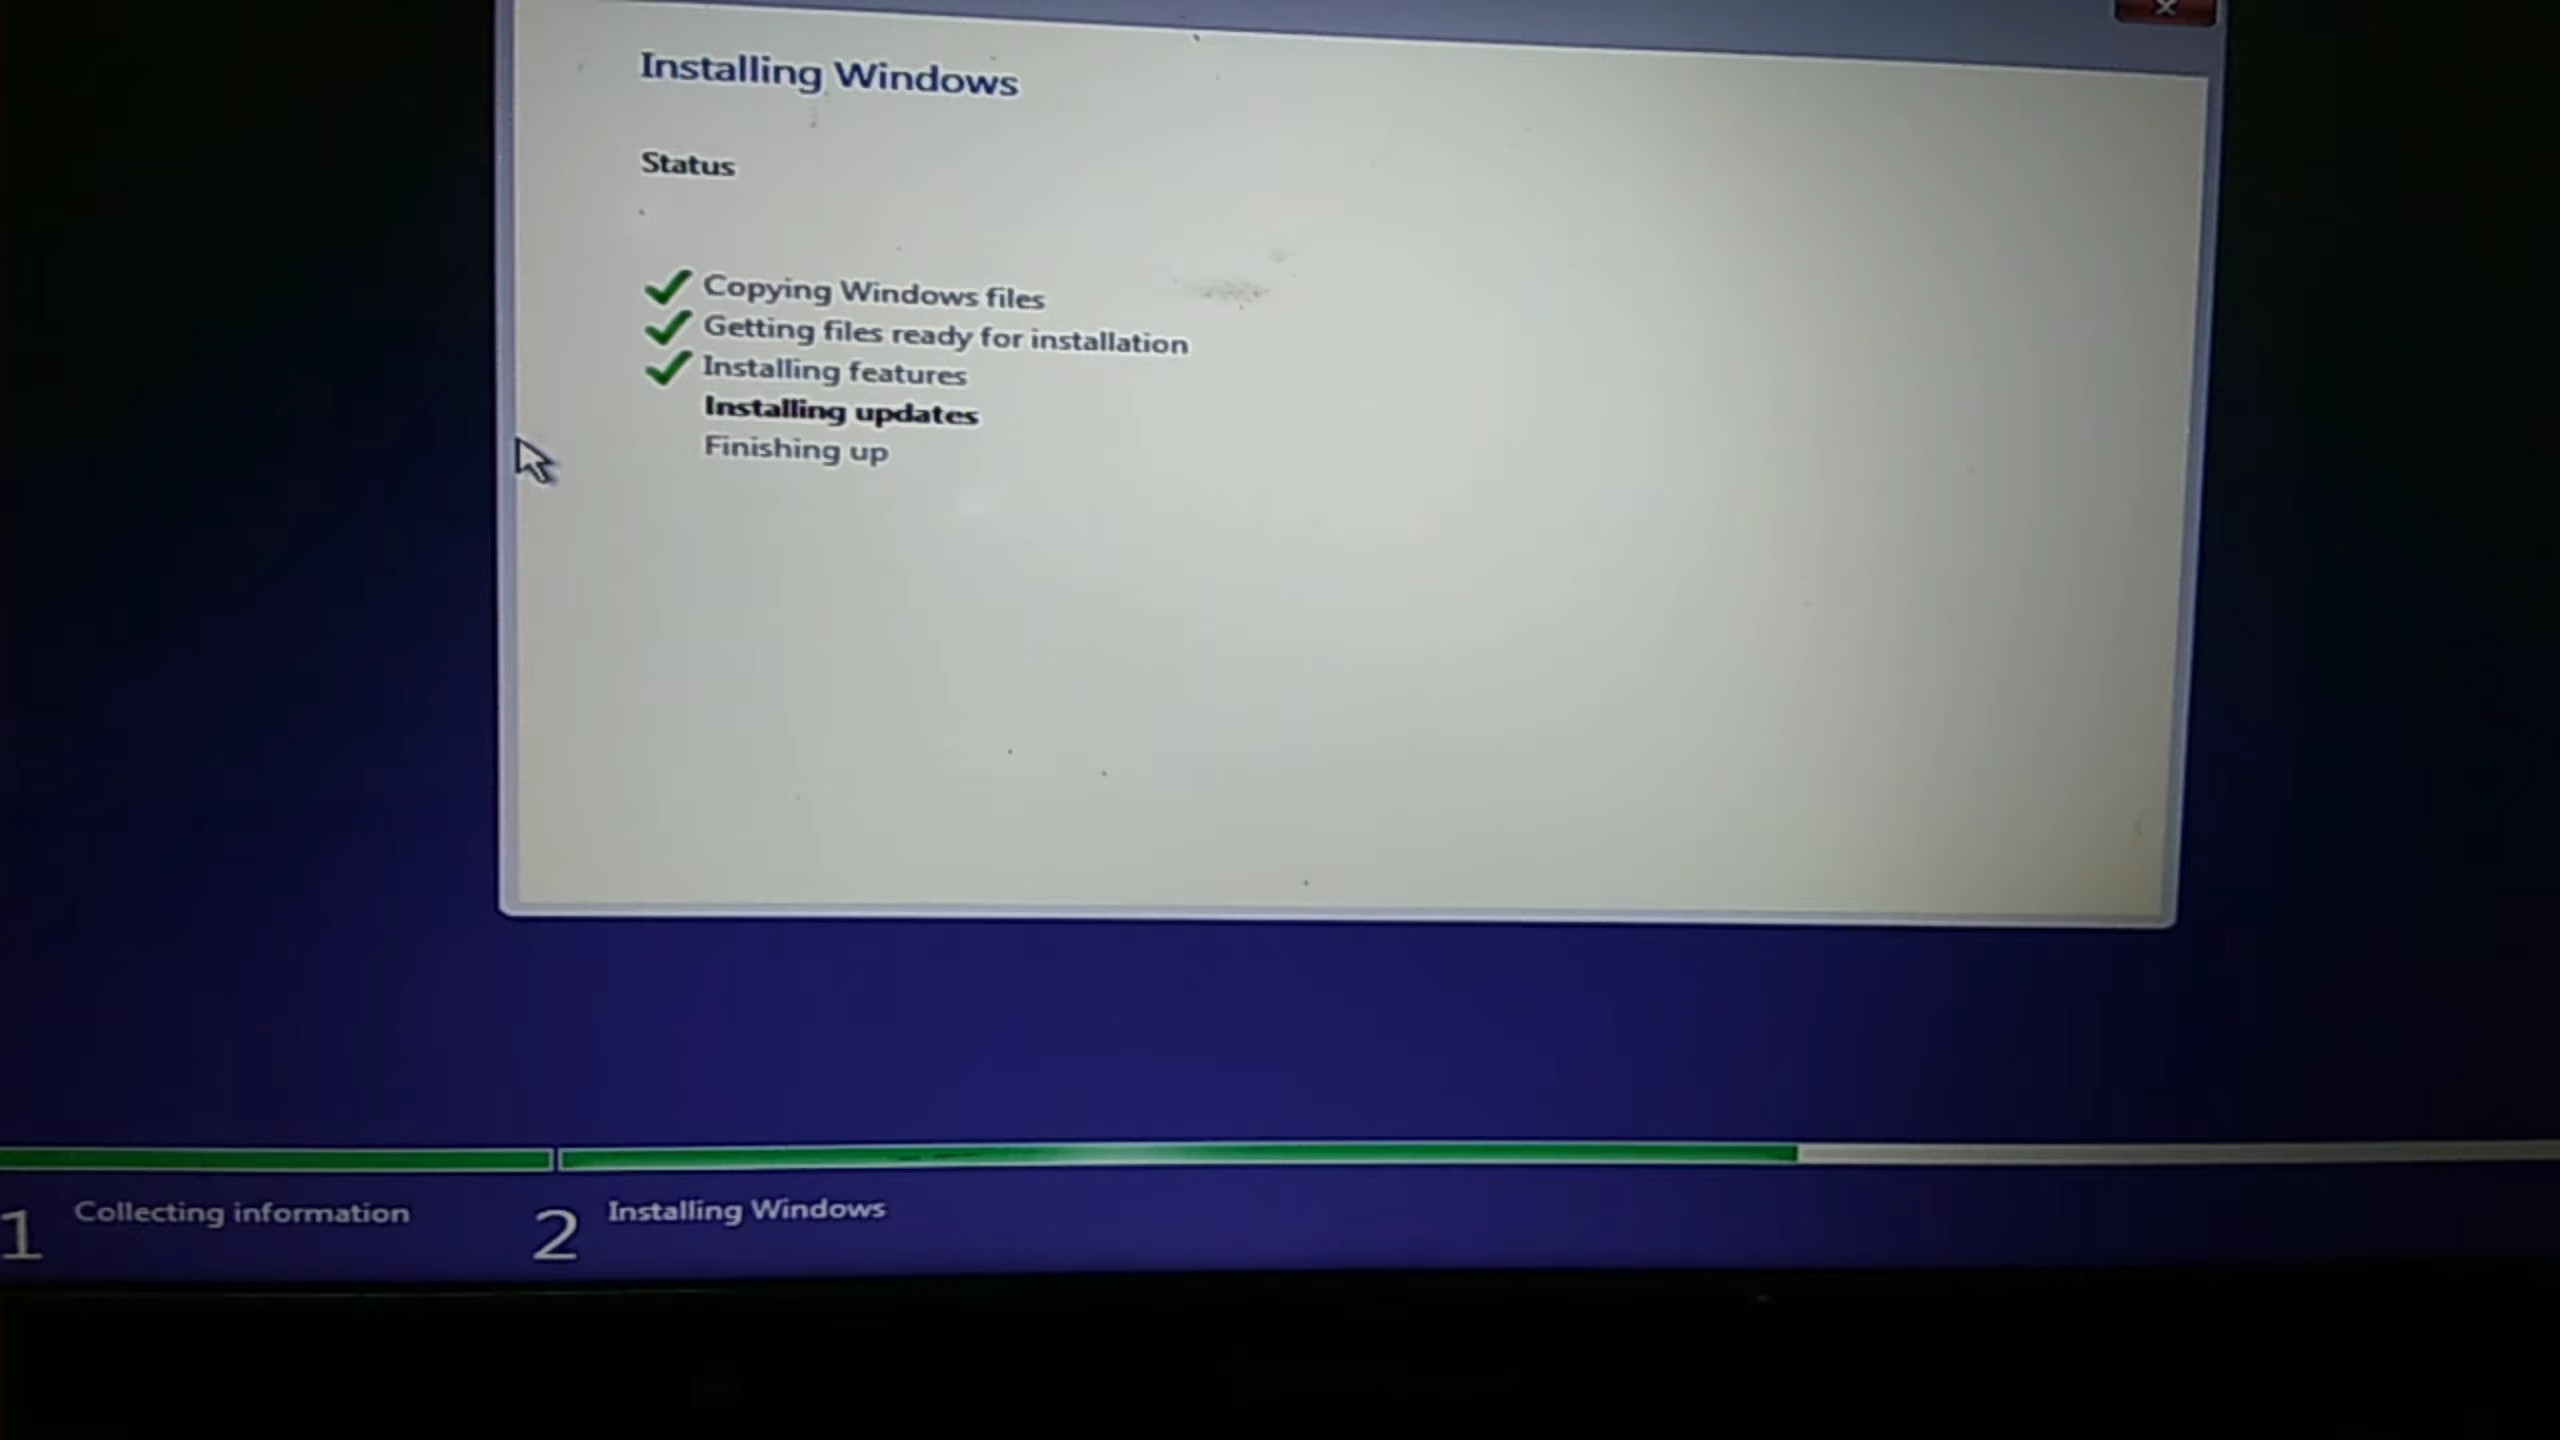 Installing Windows
Status
Copying Windows files
Getting files ready for installation
Installing features
Installing updates
Finishing up
1 Collecting information
2 Installing Windows